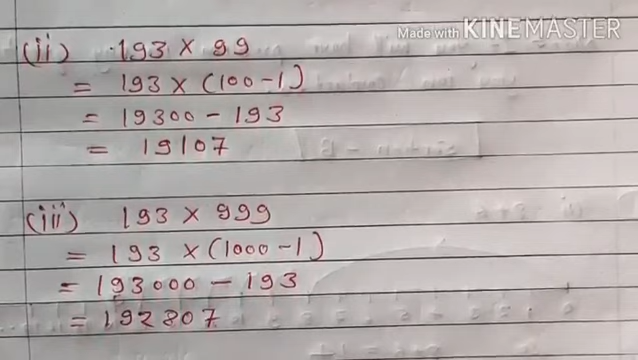 Made with KINEMASTER
(ii) 193 × 99
= 193 × (100-1)
= 19300 - 193
= 19107
(iii) 193 × 999
= 193 × (1000-1)
= 193000 - 193
= 192807